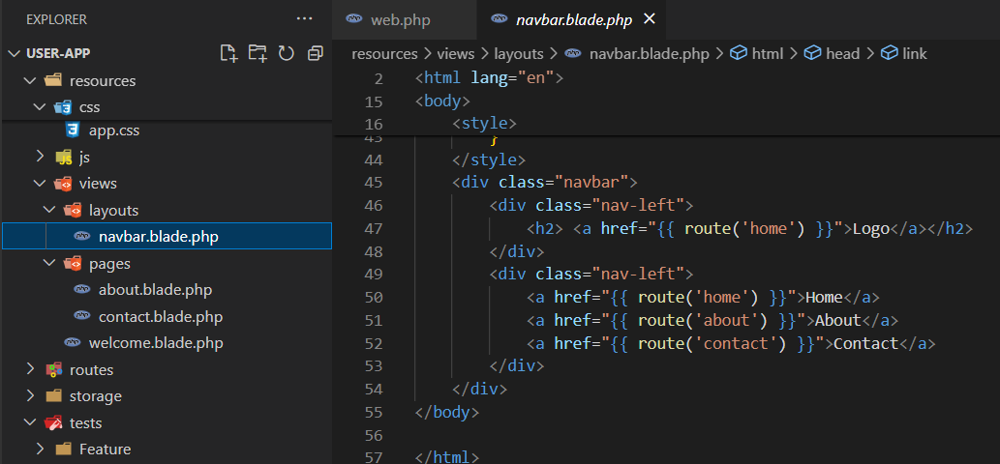 EXPLORER
USER-APP
resources
css
app.css
js
views
layouts
navbar.blade.php
pages
about.blade.php
contact.blade.php
welcome.blade.php
routes
storage
tests
Feature
web.php
navbar.blade.php
resources > views > layouts > navbar.blade.php > html > head > link
2 <html lang="en">
15 <body>
16 <style>
43 }
44 </style>
45 <div class="navbar">
46 <div class="nav-left">
47 <h2> <a href="{{ route('home') }}">Logo</a></h2>
48 </div>
49 <div class="nav-left">
50 <a href="{{ route('home') }}">Home</a>
51 <a href="{{ route('about') }}">About</a>
52 <a href="{{ route('contact') }}">Contact</a>
53 </div>
54 </div>
55 </body>
56
57 </html>